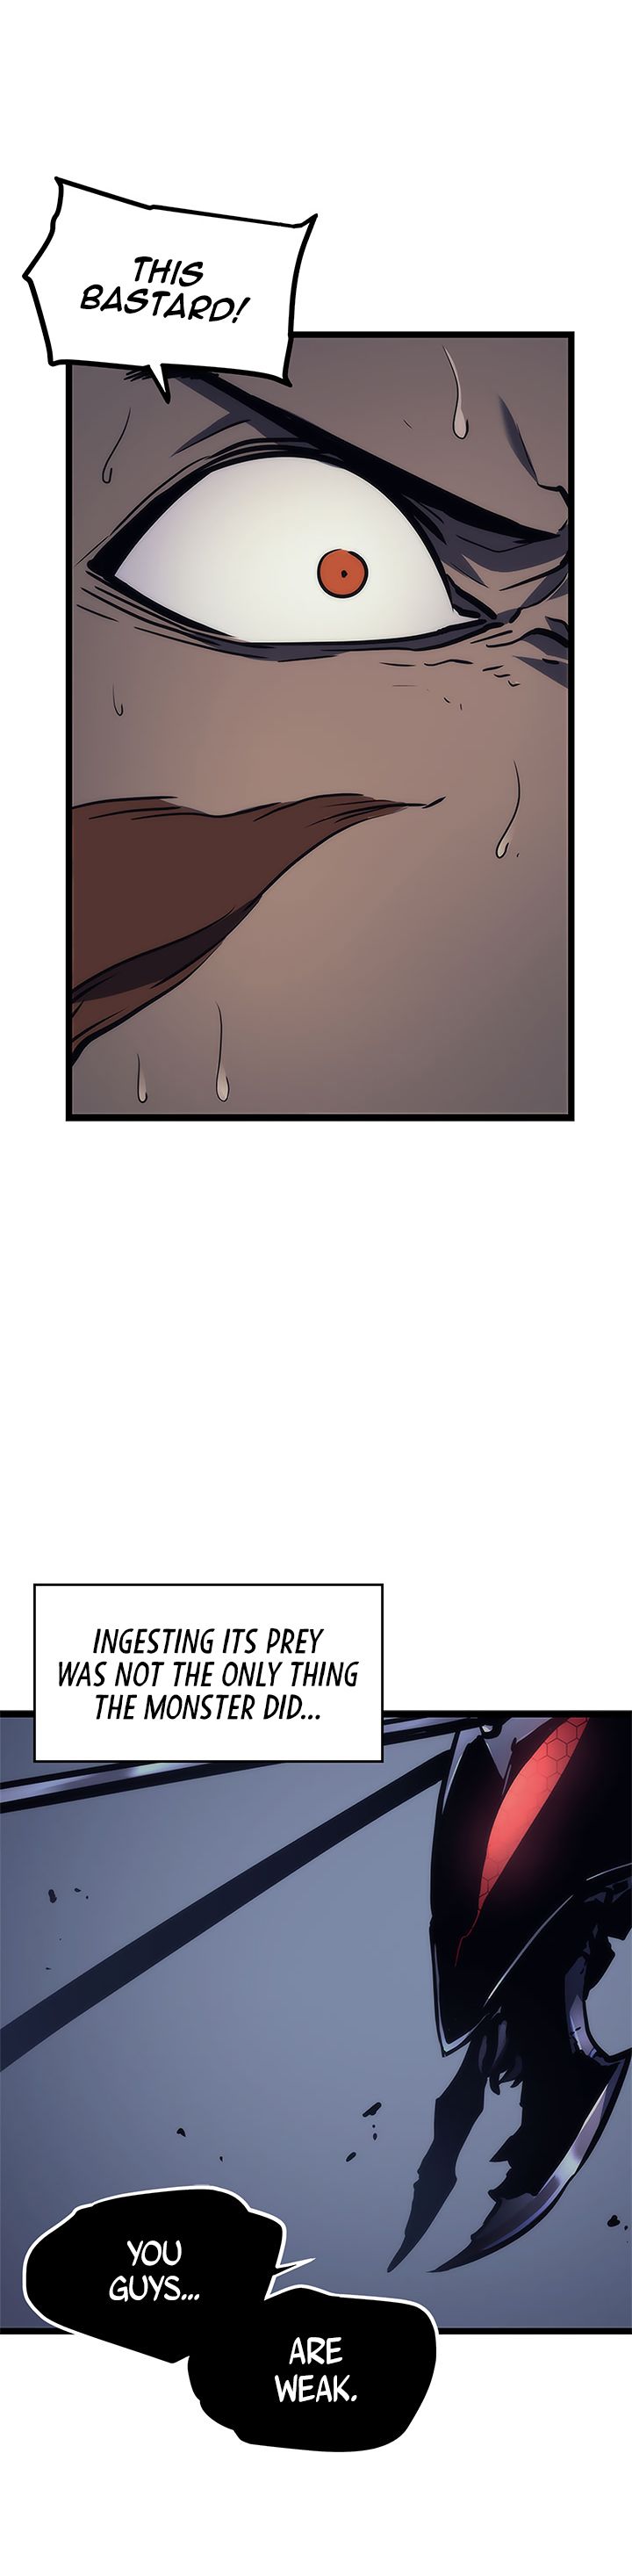 THIS
BASTARD!
INGESTING ITS PREY
WAS NOT THE ONLY THING
THE MONSTER DID...
YOU
GUYS...
ARE
WEAK.